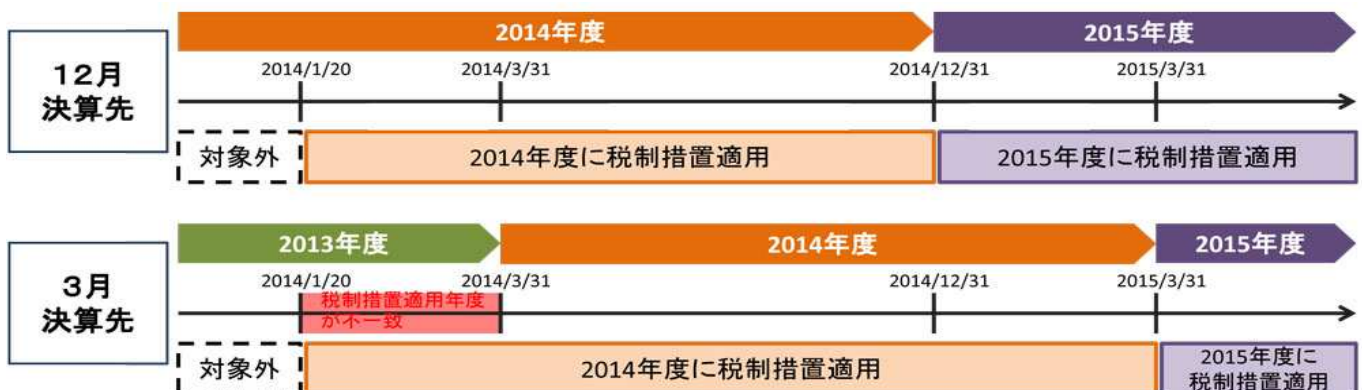 2014年度
2015年度
12月
決算先
2014/1/20
2014/3/31
2014/12/31
2015/3/31
対象外
2014年度に税制措置適用
2015年度に税制措置適用
2013年度
2014年度
2015年度
3月
決算先
2014/1/20
2014/3/31
2014/12/31
2015/3/31
税制措置適用年度
が不一致
対象外
2014年度に税制措置適用
2015年度に
税制措置適用